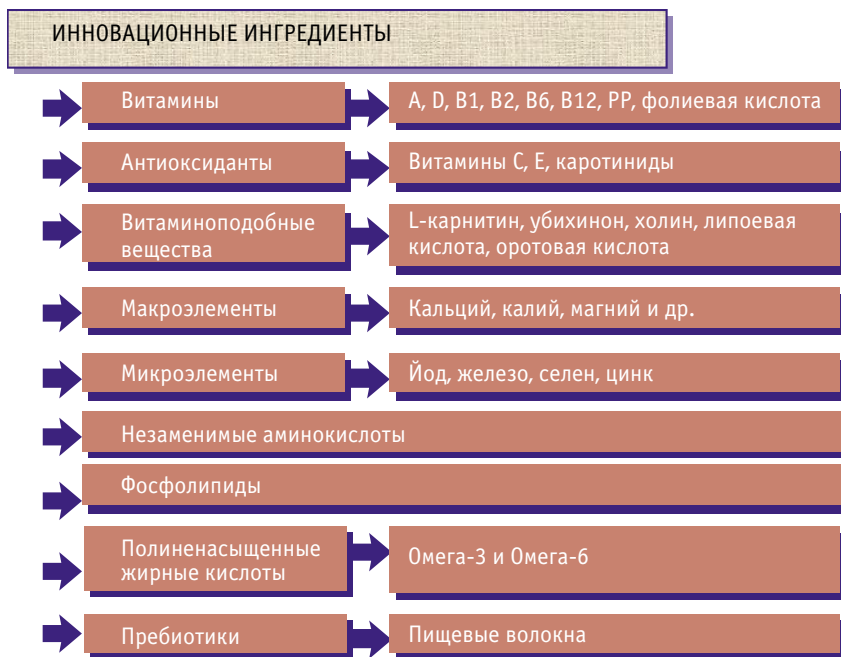 ИННОВАЦИОННЫЕ ИНГРЕДИЕНТЫ
Витамины
A, D, B1, B2, B6, B12, PP, фолиевая кислота
Антиоксиданты
Витамины C, E, каротиниды
Витаминоподобные
вещества
L-карнитин, убихинон, холин, липоевая
кислота, оротовая кислота
Макроэлементы
Кальций, калий, магний и др.
Микроэлементы
Йод, железо, селен, цинк
Незаменимые аминокислоты
Фосфолипиды
Полиненасыщенные
жирные кислоты
Омега-3 и Омега-6
Пребиотики
Пищевые волокна